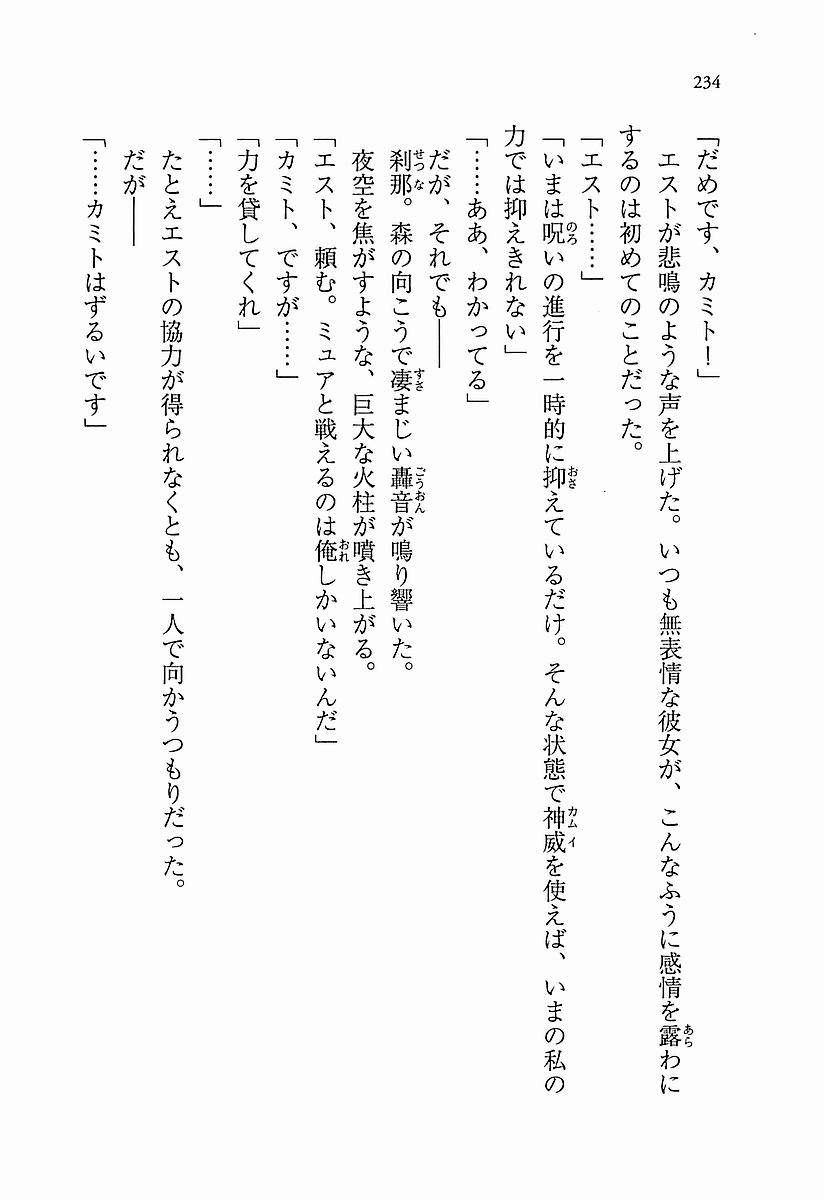 234
「だめです、カミト！」
エストが悲鳴のような声を上げた。いつも無表情な彼女が、こんなふうに感情を露わに
するのは初めてのことだった。
「エスト……」
「いまは呪いの進行を一時的に抑えているだけ。そんな状態で神威を使えば、いまの私の
力では抑えきれない」
「……ああ、わかってる」
だが、それでも――
刹那。森の向こうで凄まじい轟音が鳴り響いた。
夜空を焦がすような、巨大な火柱が噴き上がる。
「エスト、頼む。ミュアと戦えるのは俺しかいないんだ」
「カミト、ですが……」
「力を貸してくれ」
「……」
たとえエストの協力が得られなくとも、一人で向かうつもりだった。
だが――
「……カミトはずるいです」